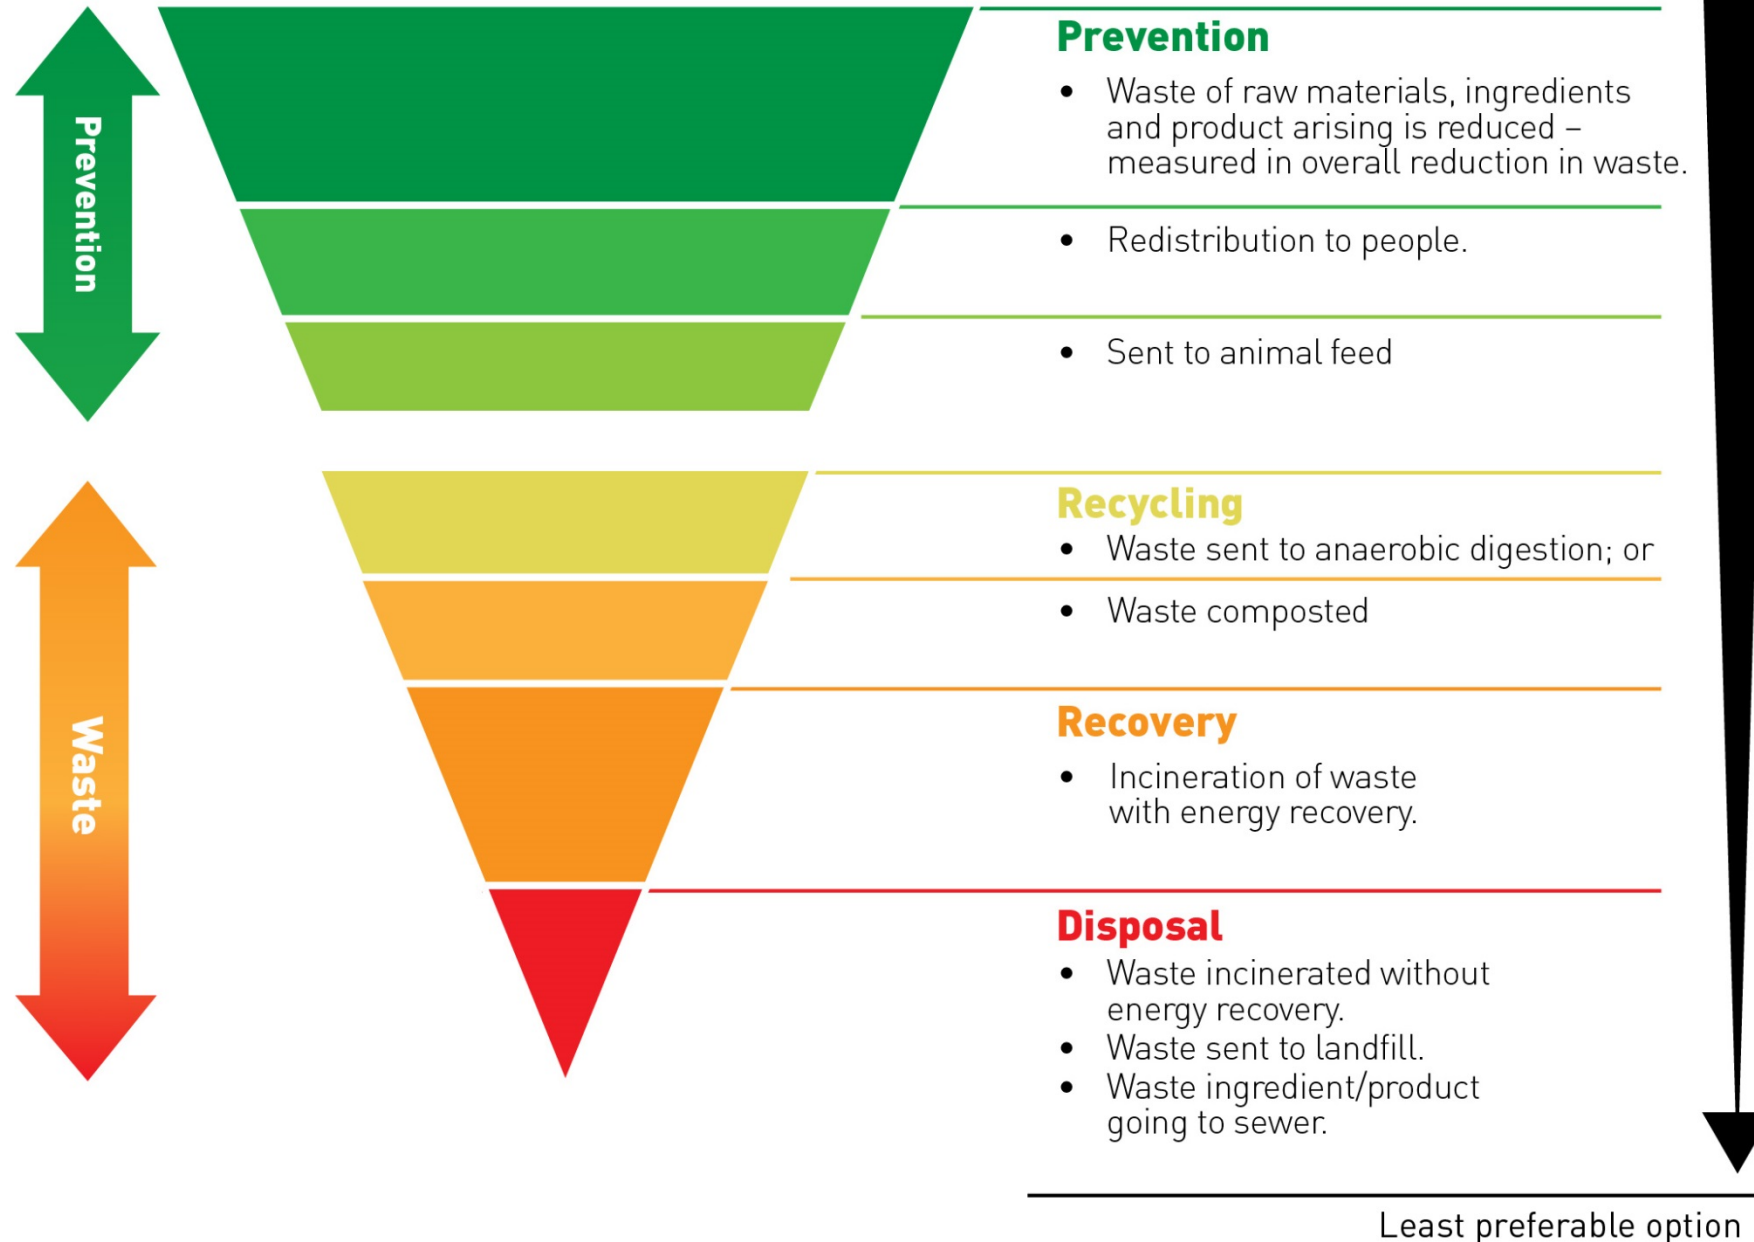 Prevention
Prevention
• Waste of raw materials, ingredients
and product arising is reduced –
measured in overall reduction in waste.
• Redistribution to people.
• Sent to animal feed
Waste
Recycling
• Waste sent to anaerobic digestion; or
• Waste composted
Recovery
• Incineration of waste
with energy recovery.
Disposal
• Waste incinerated without
energy recovery.
• Waste sent to landfill.
• Waste ingredient/product
going to sewer.
Least preferable option